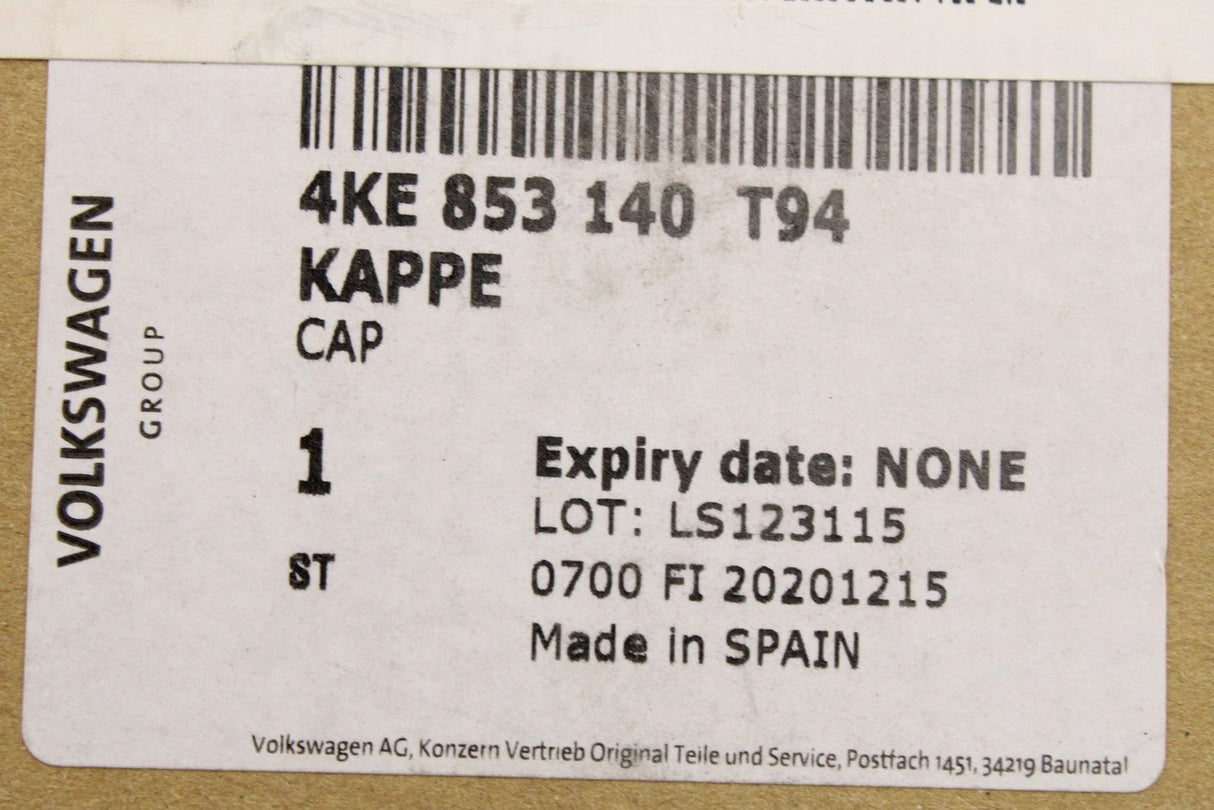 VOLKSWAGEN
GROUP
4KE 853 140 T94
KAPPE
CAP
1
Expiry date: NONE
LOT: LS123115
ST
0700 FI 20201215
Made in SPAIN
Volkswagen AG, Konzern Vertrieb Original Teile und Service, Postfach 1451, 34219 Baunatal